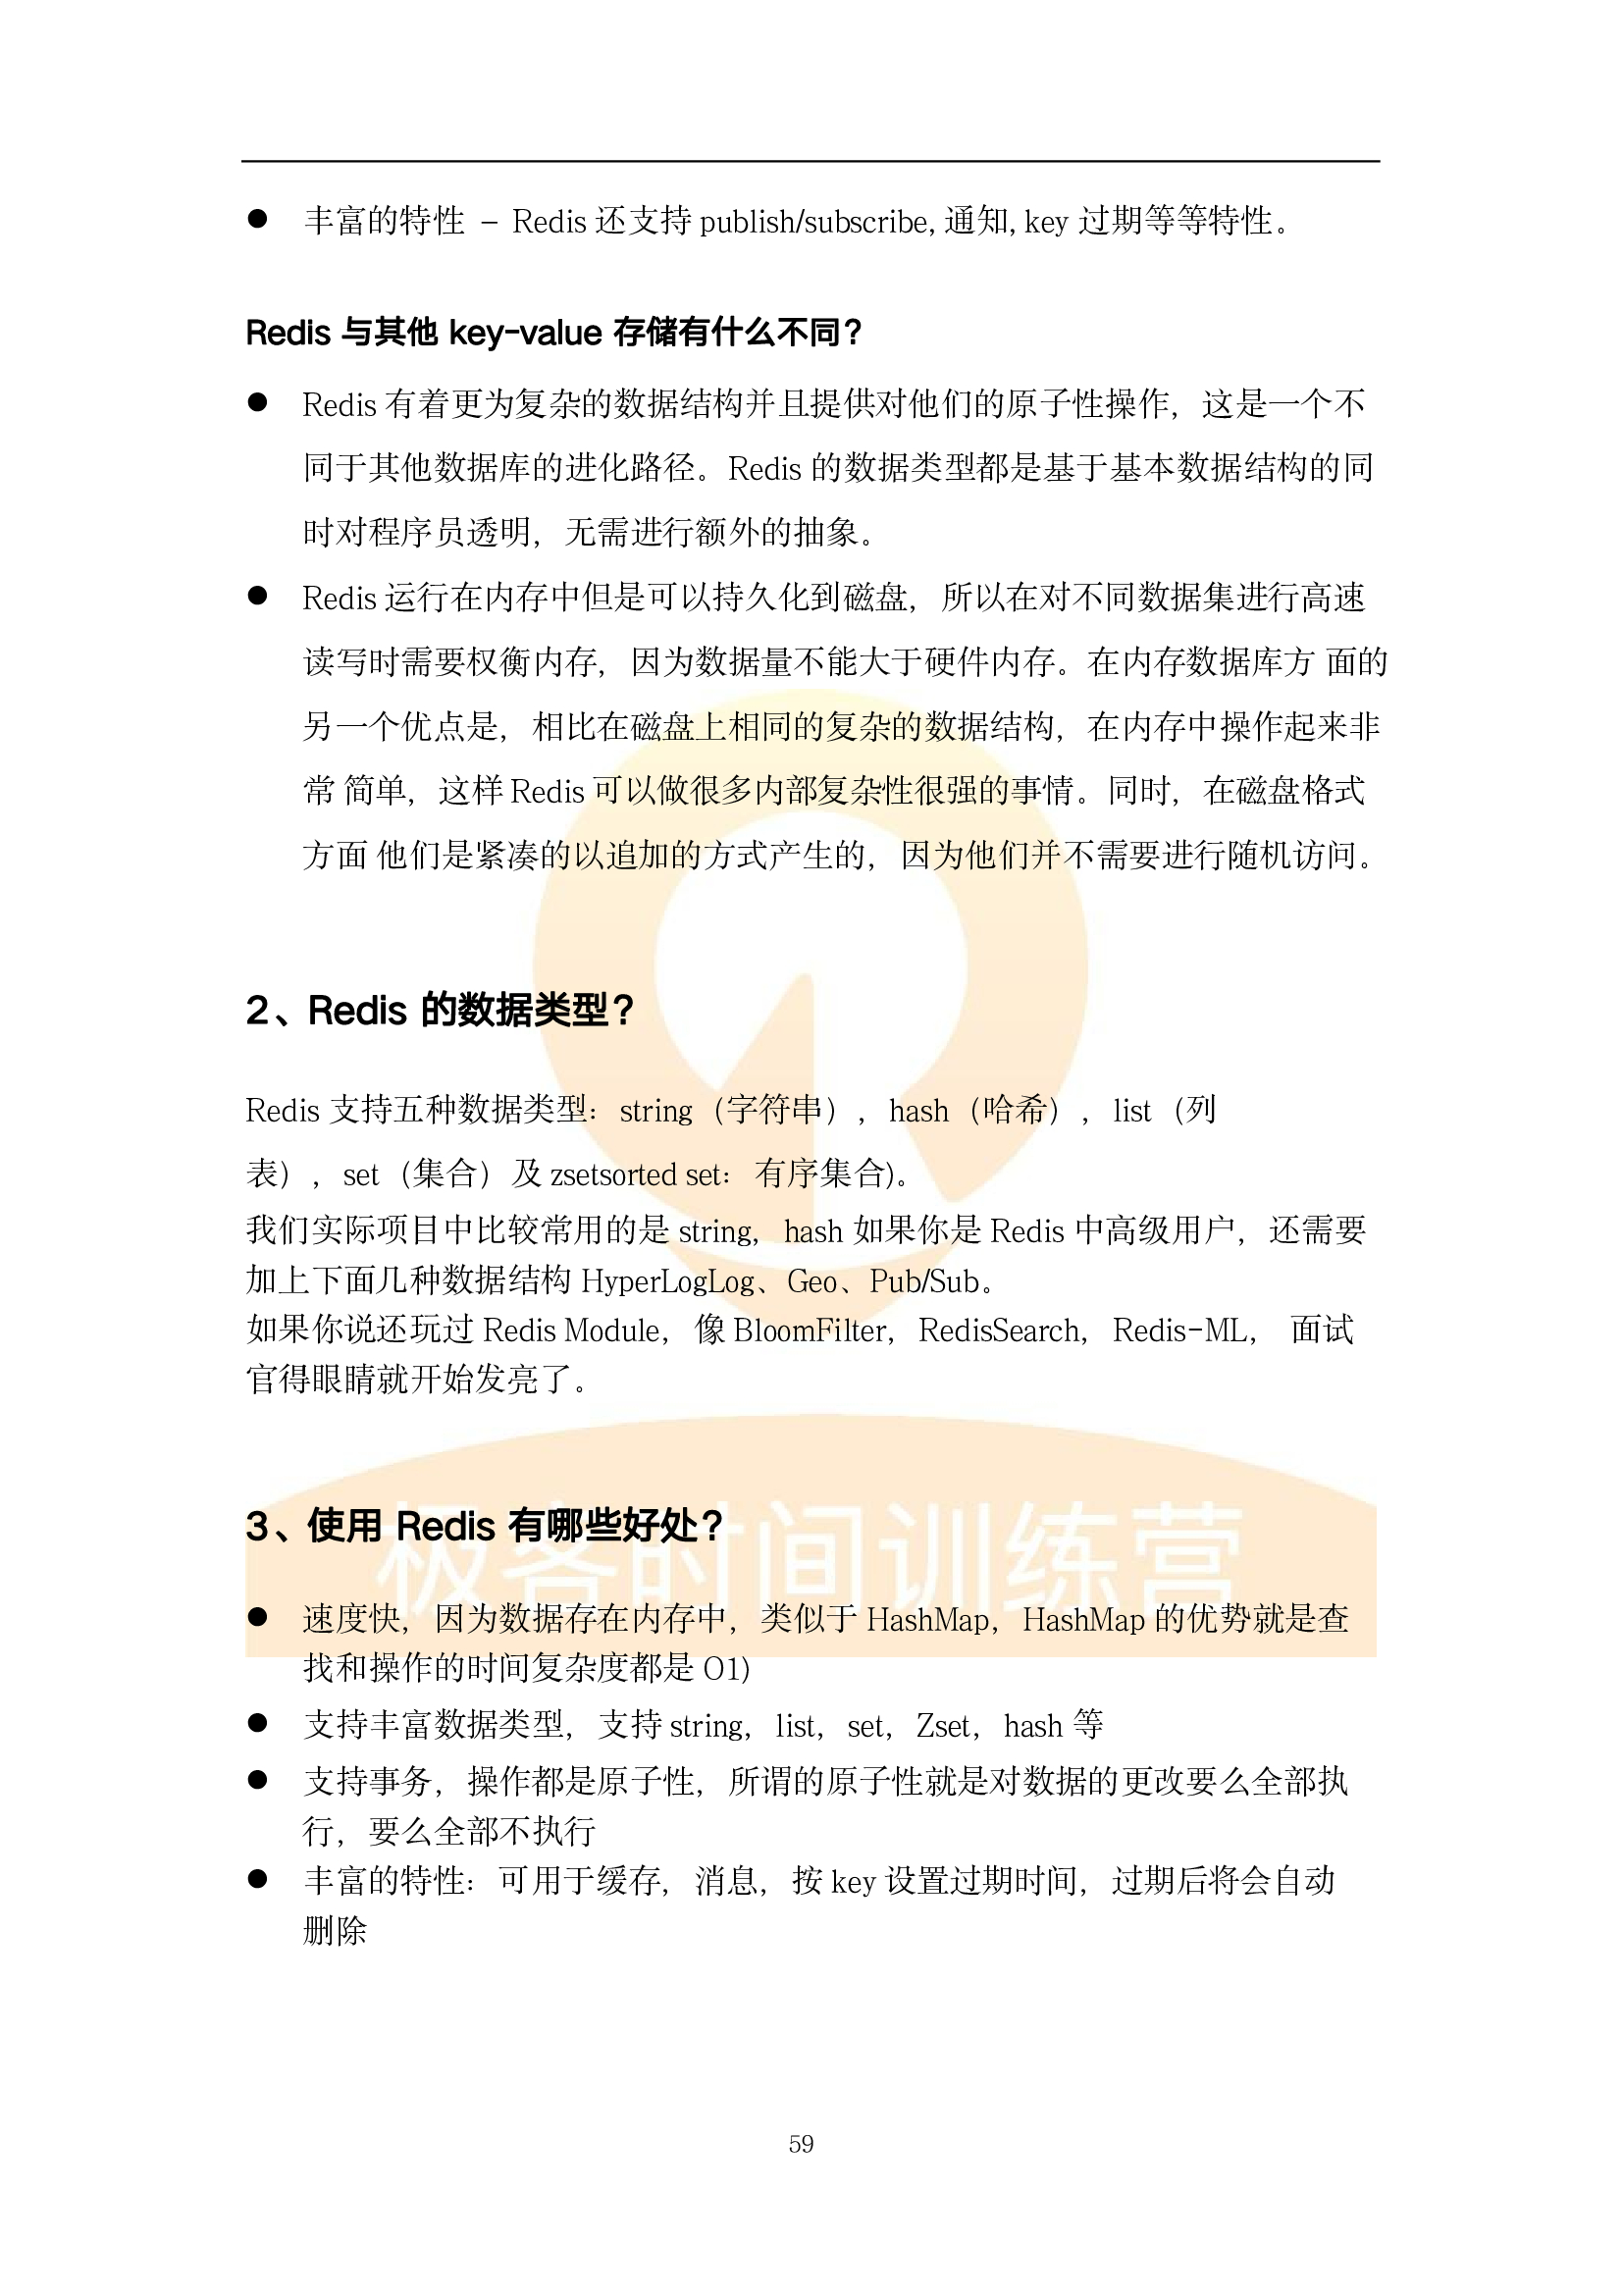 ● 丰富的特性 – Redis 还支持 publish/subscribe, 通知, key 过期等等特性。
Redis 与其他 key-value 存储有什么不同？
● Redis 有着更为复杂的数据结构并且提供对他们的原子性操作，这是一个不
同于其他数据库的进化路径。Redis 的数据类型都是基于基本数据结构的同
时对程序员透明，无需进行额外的抽象。
● Redis 运行在内存中但是可以持久化到磁盘，所以在对不同数据集进行高速
读写时需要权衡内存，因为数据量不能大于硬件内存。在内存数据库方 面的
另一个优点是，相比在磁盘上相同的复杂的数据结构，在内存中操作起来非
常 简单，这样 Redis 可以做很多内部复杂性很强的事情。同时，在磁盘格式
方面 他们是紧凑的以追加的方式产生的，因为他们并不需要进行随机访问。
2、Redis 的数据类型？
Redis 支持五种数据类型：string（字符串），hash（哈希），list（列
表），set（集合）及 zsetsorted set：有序集合)。
我们实际项目中比较常用的是 string，hash 如果你是 Redis 中高级用户，还需要
加上下面几种数据结构 HyperLogLog、Geo、Pub/Sub。
如果你说还玩过 Redis Module，像 BloomFilter，RedisSearch，Redis-ML， 面试
官得眼睛就开始发亮了。
极客时间训练营
3、使用 Redis 有哪些好处？
● 速度快，因为数据存在内存中，类似于 HashMap，HashMap 的优势就是查
找和操作的时间复杂度都是 O1)
● 支持丰富数据类型，支持 string，list，set，Zset，hash 等
● 支持事务，操作都是原子性，所谓的原子性就是对数据的更改要么全部执
行，要么全部不执行
● 丰富的特性：可用于缓存，消息，按 key 设置过期时间，过期后将会自动
删除
59